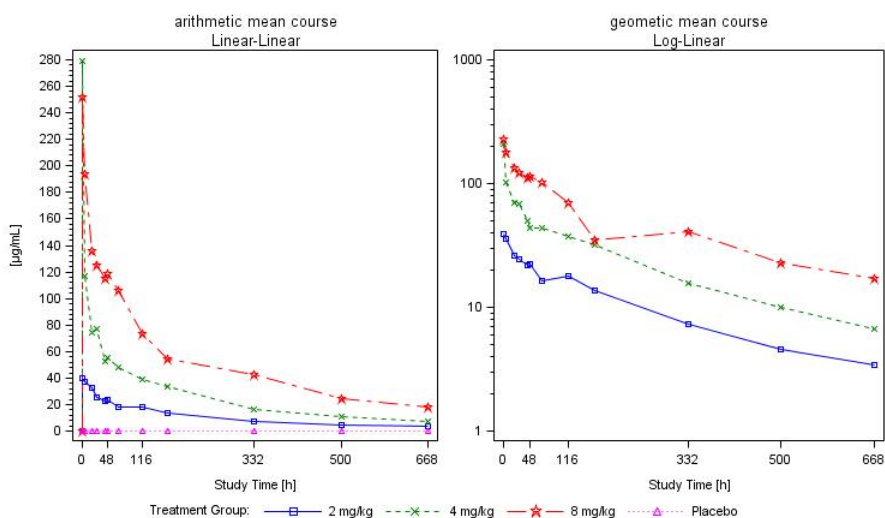 arithmetic mean course
Linear-Linear
geometic mean course
Log-Linear
[µg/mL]
280
260
240
220
200
180
160
140
120
100
80
60
40
20
0
0 48 116 332 500 668
Study Time [h]
1000
100
10
1
0 48 116 332 500 668
Study Time [h]
Treatment Group: 2 mg/kg 4 mg/kg 8 mg/kg Placebo